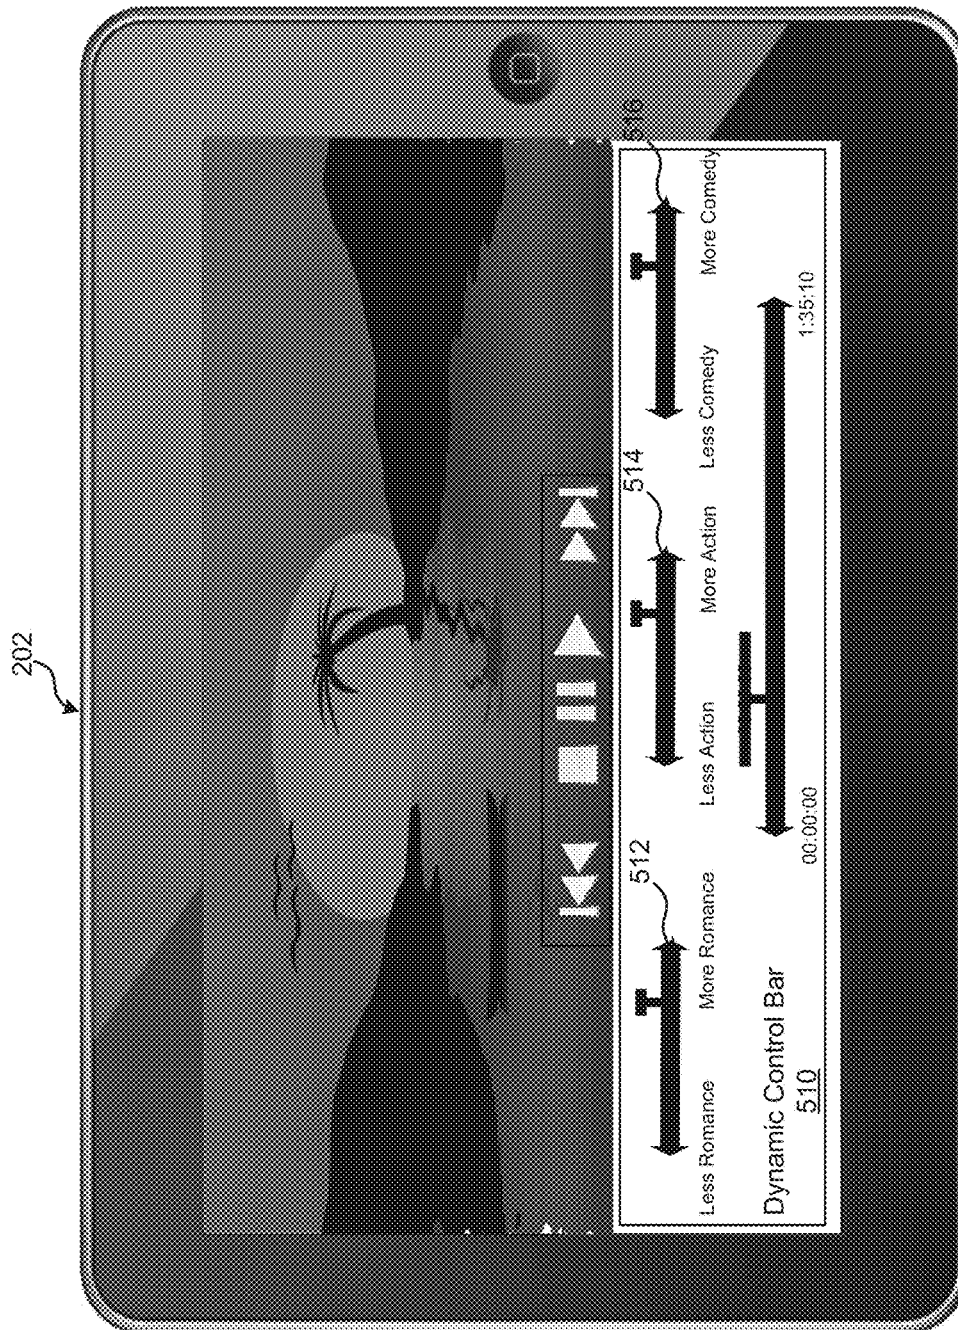 202
512
514
516
Less Romance
More Romance
Less Action
More Action
Less Comedy
More Comedy
Dynamic Control Bar
510
00:00:00
1:35:10